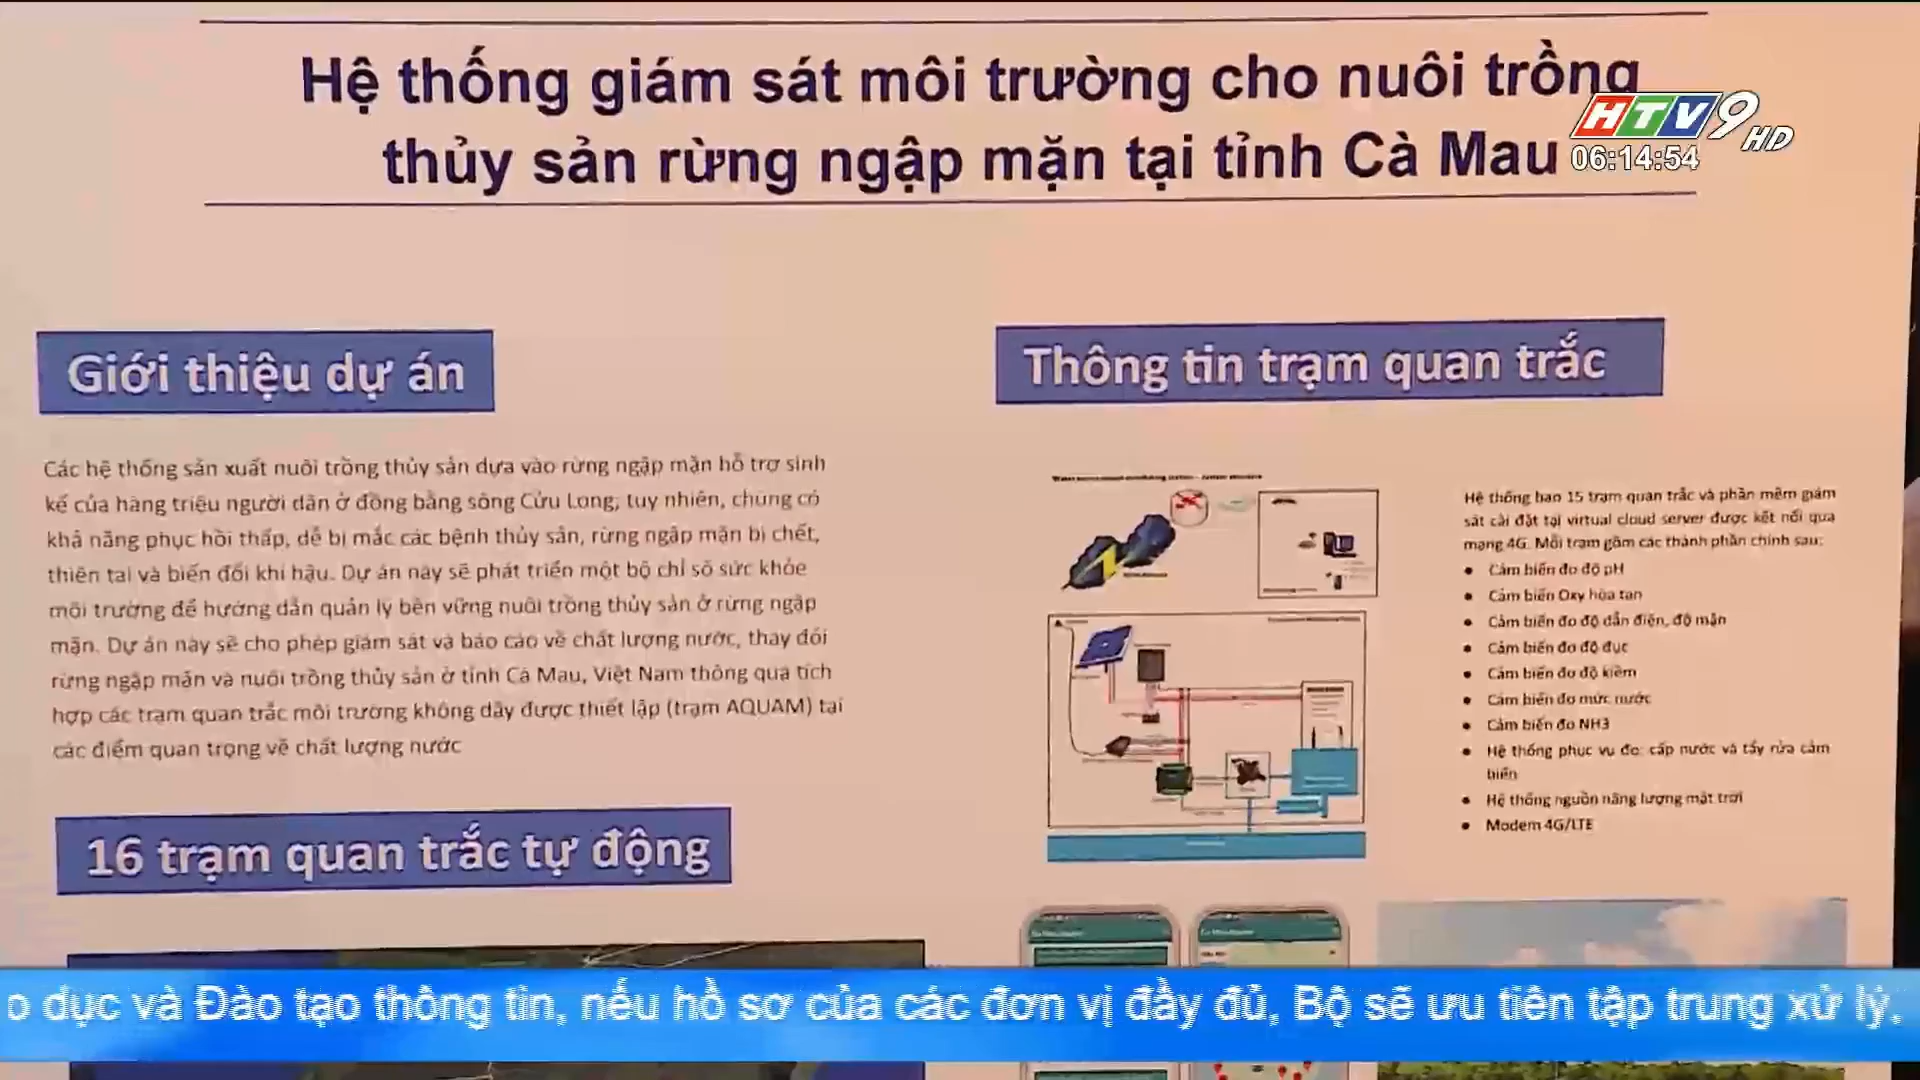 Hệ thống giám sát môi trường cho nuôi trồng
thủy sản rừng ngập mặn tại tỉnh Cà Mau
HTV9 HD
06:14:54
Giới thiệu dự án
Các hệ thống sản xuất nuôi trồng thủy sản dựa vào rừng ngập mặn hỗ trợ sinh
kế của hàng triệu người dân ở đồng bằng sông Cửu Long; tuy nhiên, chúng có
khả năng phục hồi thấp, dễ bị mắc các bệnh thủy sản, rừng ngập mặn bị chết,
thiên tai và biến đổi khí hậu. Dự án này sẽ phát triển một bộ chỉ số sức khỏe
môi trường để hướng dẫn quản lý bền vững nuôi trồng thủy sản ở rừng ngập
mặn. Dự án này sẽ cho phép giám sát và báo cáo về chất lượng nước, thay đổi
rừng ngập mặn và nuôi trồng thủy sản ở tỉnh Cà Mau, Việt Nam thông qua tích
hợp các trạm quan trắc môi trường không dây được thiết lập (trạm AQUAM) tại
các điểm quan trọng về chất lượng nước
16 trạm quan trắc tự động
Thông tin trạm quan trắc
Hệ thống bao 15 trạm quan trắc và phần mềm giám
sát cài đặt tại virtual cloud server được kết nối qua
mạng 4G. Mỗi trạm gồm các thành phần chính sau:
• Cảm biến đo độ pH
• Cảm biến Oxy hòa tan
• Cảm biến đo độ dẫn điện, độ mặn
• Cảm biến đo độ đục
• Cảm biến đo độ kiềm
• Cảm biến đo mức nước
• Cảm biến đo NH3
• Hệ thống phục vụ đo: cấp nước và tẩy rửa cảm
biến
• Hệ thống nguồn năng lượng mặt trời
• Modem 4G/LTE
o dục và Đào tạo thông tin, nếu hồ sơ của các đơn vị đầy đủ, Bộ sẽ ưu tiên tập trung xử lý.